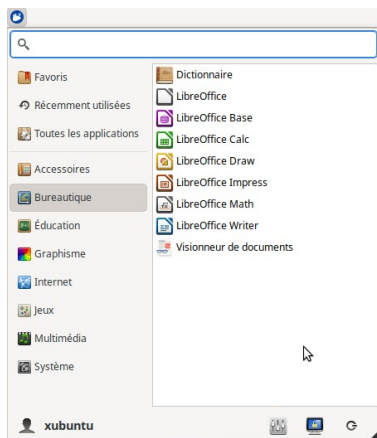 Favoris
Récemment utilisées
Toutes les applications
Accessoires
Bureautique
Éducation
Graphisme
Internet
Jeux
Multimédia
Système
Dictionnaire
LibreOffice
LibreOffice Base
LibreOffice Calc
LibreOffice Draw
LibreOffice Impress
LibreOffice Math
LibreOffice Writer
Visionneur de documents
xubuntu